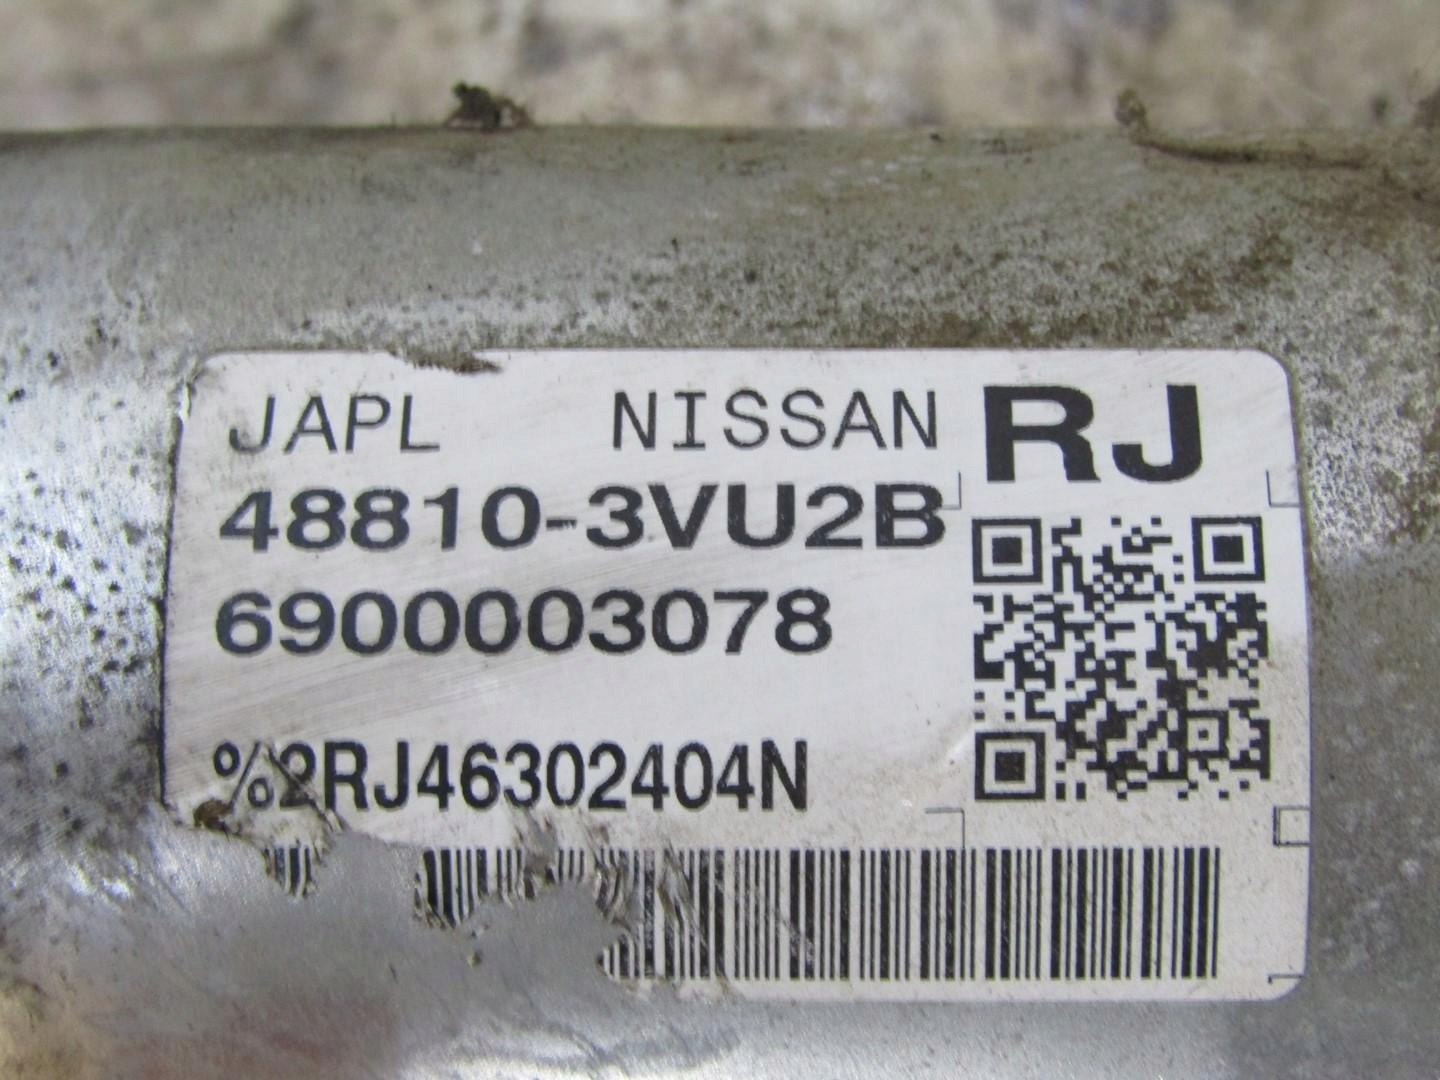 JAPL NISSAN RJ
48810-3VU2B
6900003078
%2RJ46302404N